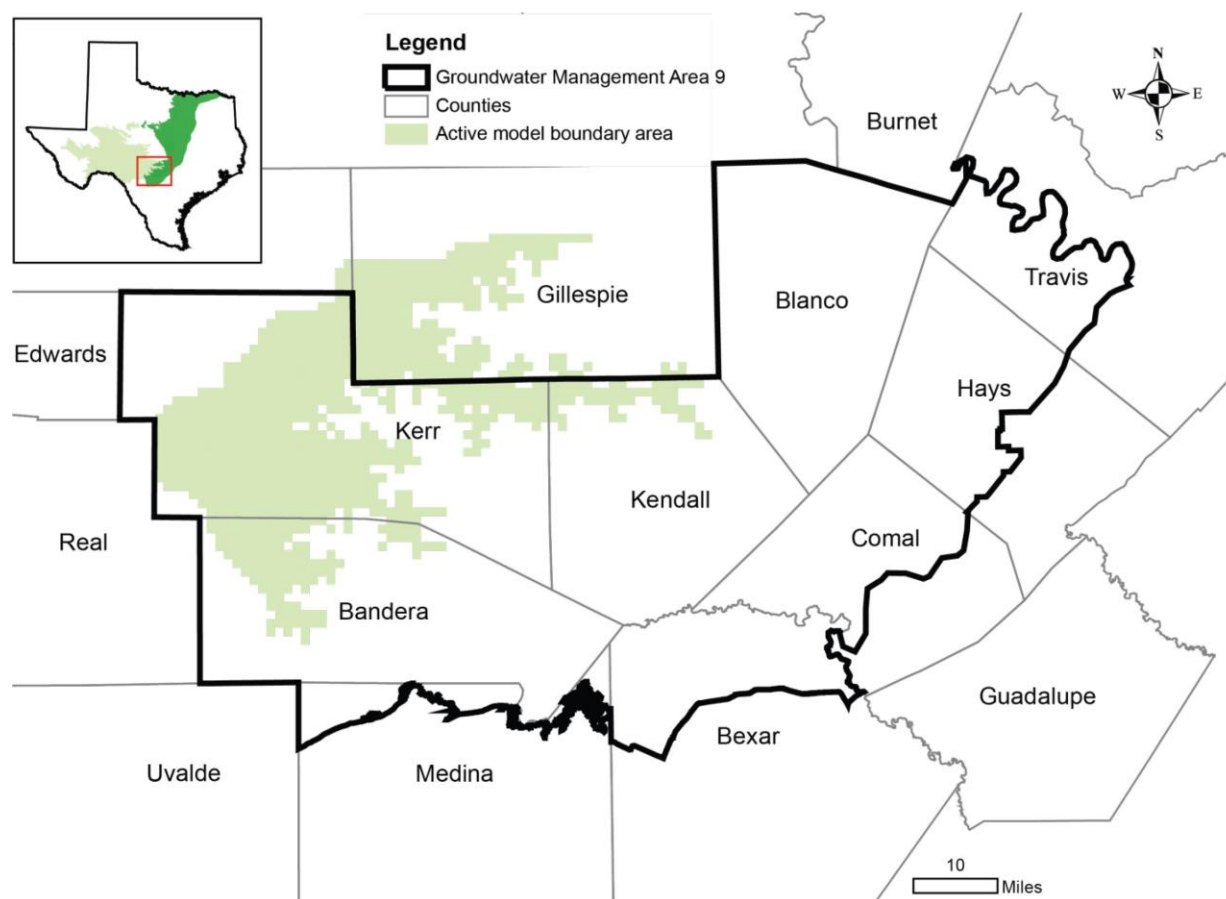 Legend
Groundwater Management Area 9
Counties
Active model boundary area
N
W E
S
Burnet
Travis
Gillespie
Blanco
Edwards
Hays
Kerr
Kendall
Real
Comal
Bandera
Guadalupe
Bexar
Uvalde
Medina
10
Miles